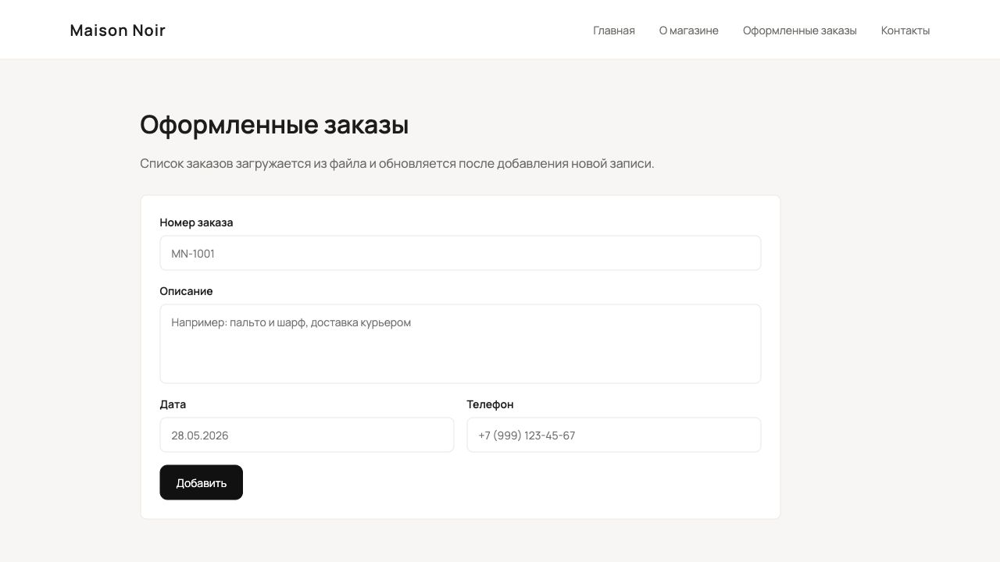 Maison Noir
Главная
О магазине
Оформленные заказы
Контакты
Оформленные заказы
Список заказов загружается из файла и обновляется после добавления новой записи.
Номер заказа
MN-1001
Описание
Например: пальто и шарф, доставка курьером
Дата
Телефон
28.05.2026
+7 (999) 123-45-67
Добавить